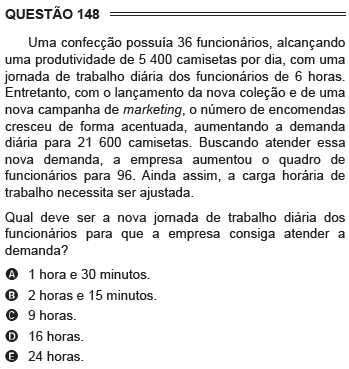 QUESTÃO 148
Uma confecção possuía 36 funcionários, alcançando
uma produtividade de 5 400 camisetas por dia, com uma
jornada de trabalho diária dos funcionários de 6 horas.
Entretanto, com o lançamento da nova coleção e de uma
nova campanha de marketing, o número de encomendas
cresceu de forma acentuada, aumentando a demanda
diária para 21 600 camisetas. Buscando atender essa
nova demanda, a empresa aumentou o quadro de
funcionários para 96. Ainda assim, a carga horária de
trabalho necessita ser ajustada.
Qual deve ser a nova jornada de trabalho diária dos
funcionários para que a empresa consiga atender a
demanda?
A 1 hora e 30 minutos.
B 2 horas e 15 minutos.
C 9 horas.
D 16 horas.
E 24 horas.